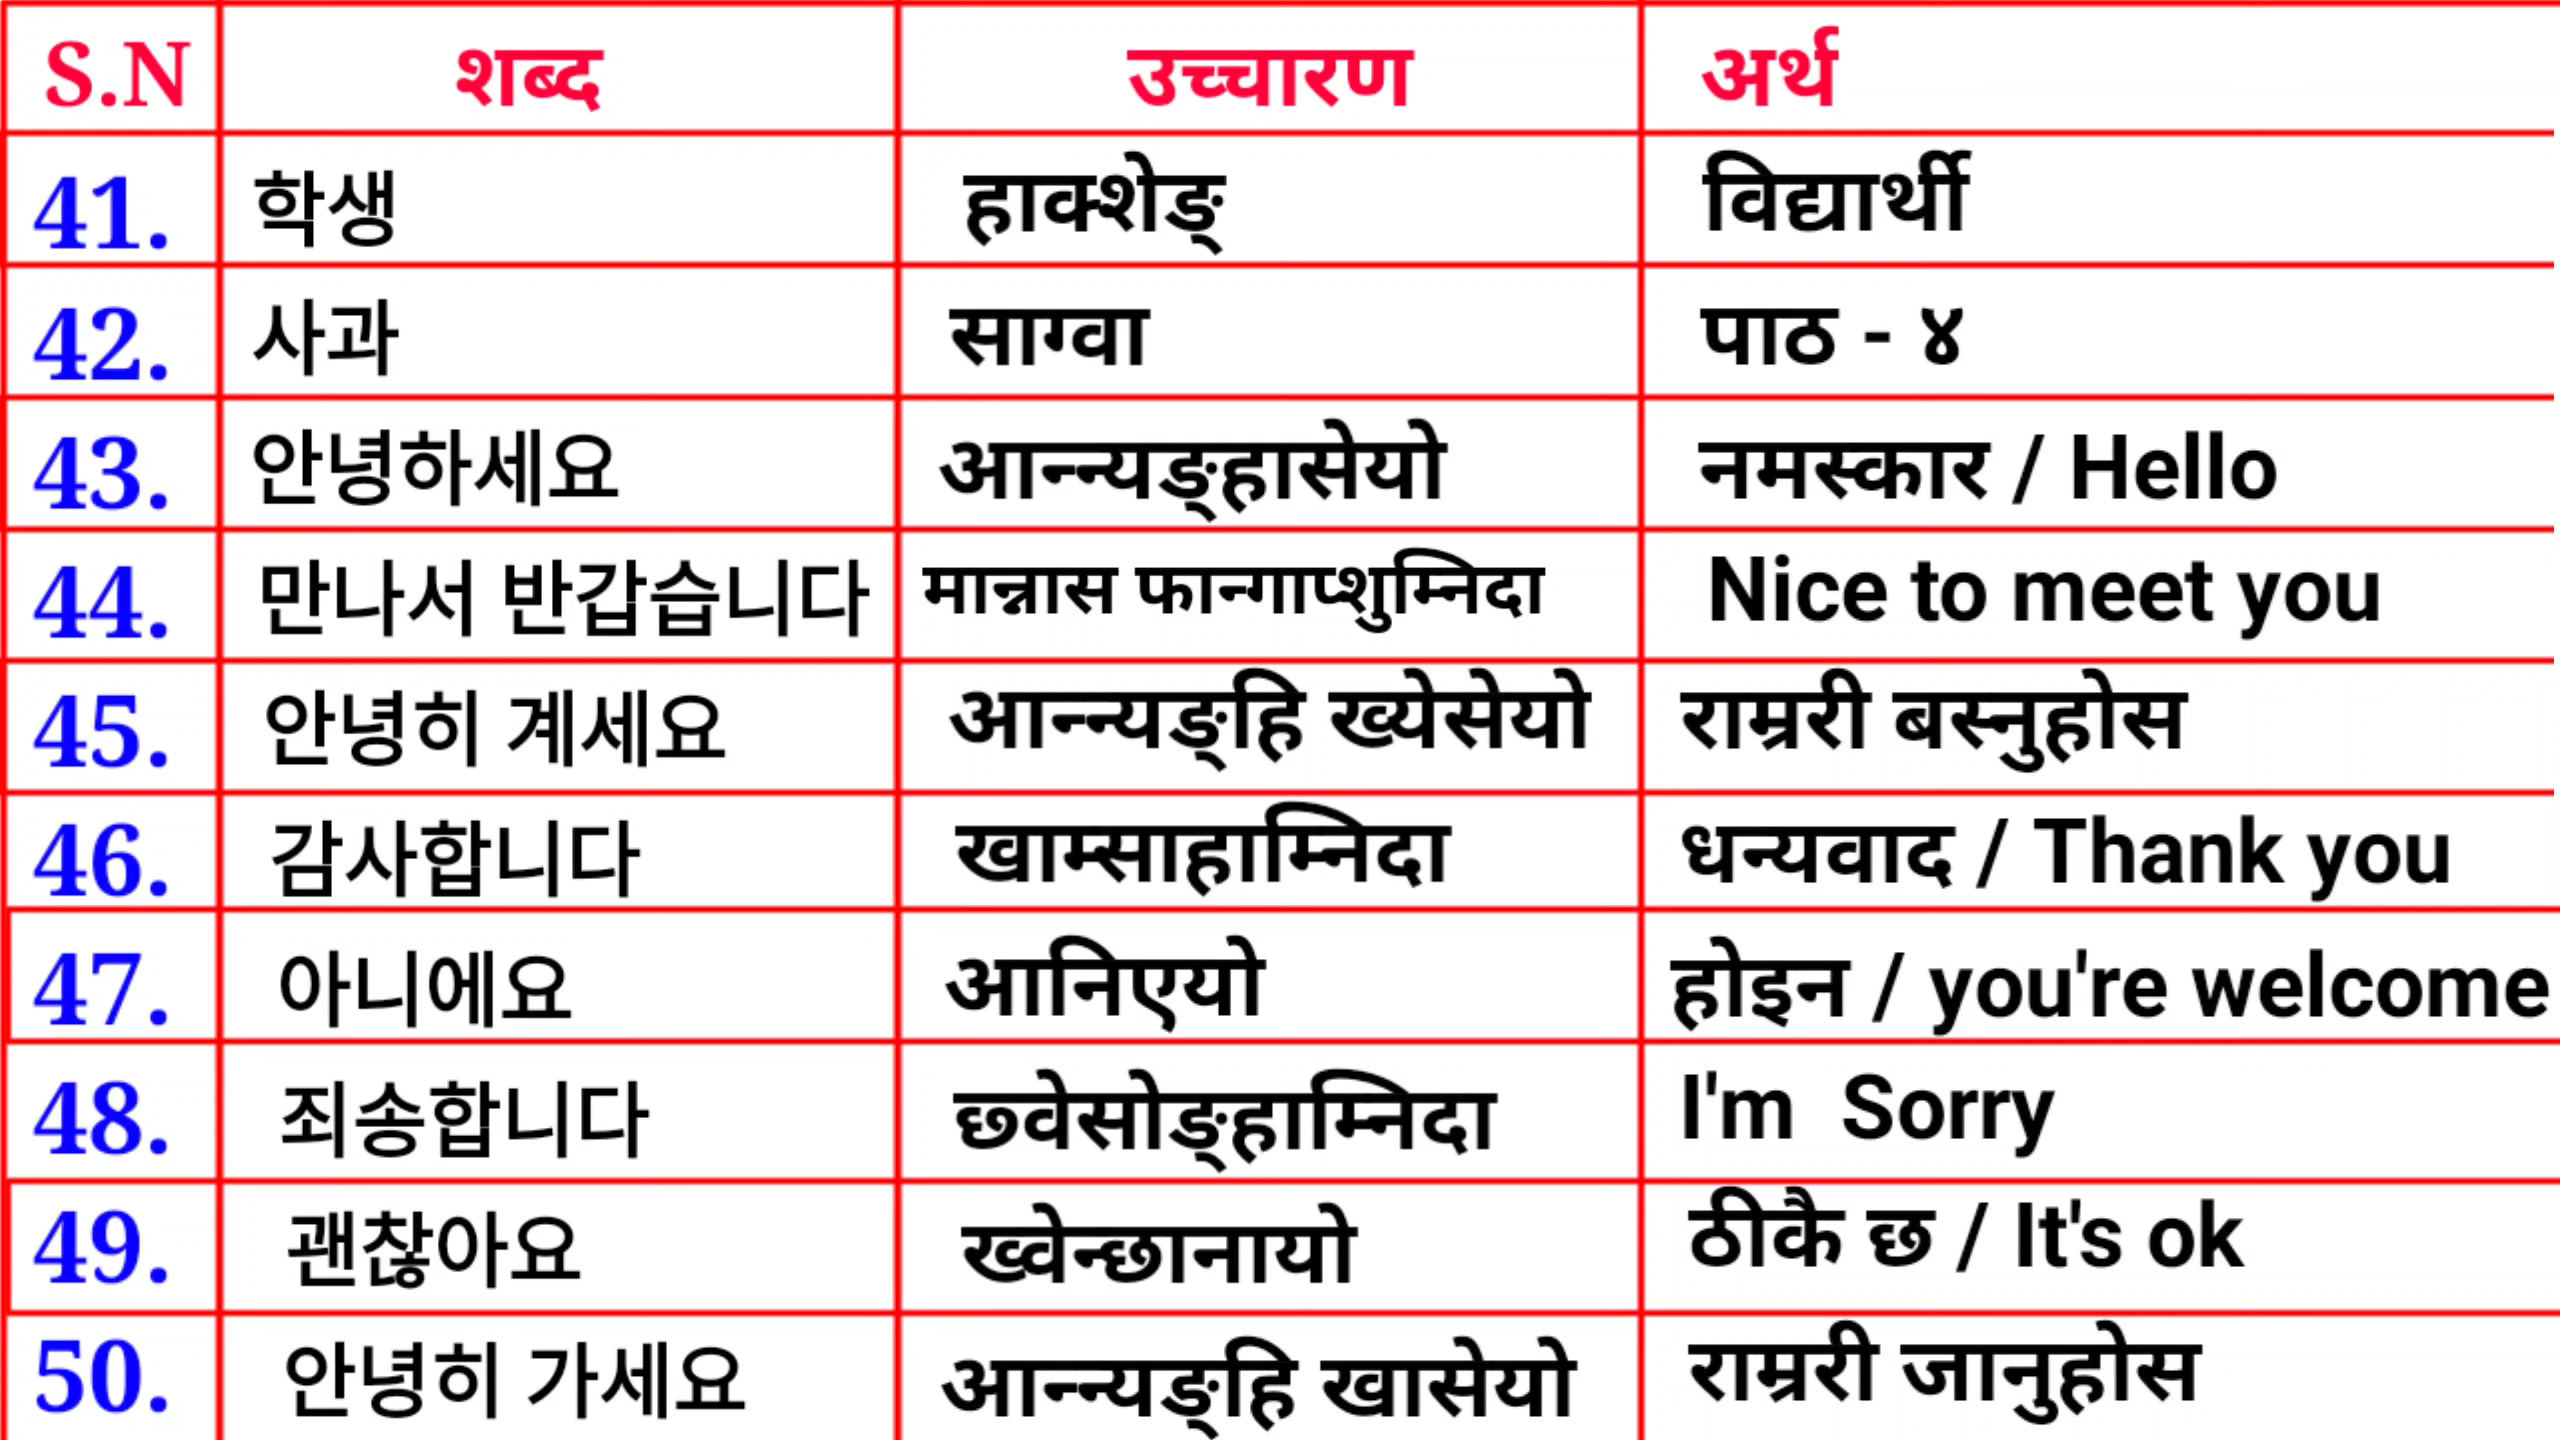 S.N शब्द उच्चारण अर्थ
41. 학생 हाक्शेङ् विद्यार्थी
42. 사과 साग्वा पाठ - ४
43. 안녕하세요 आन्न्यङ्हासेयो नमस्कार / Hello
44. 만나서 반갑습니다 मान्नास फान्गाप्शुम्निदा Nice to meet you
45. 안녕히 계세요 आन्न्यङ्हि ख्येसेयो राम्ररी बस्नुहोस
46. 감사합니다 खाम्साहाम्निदा धन्यवाद / Thank you
47. 아니에요 आनिएयो होइन / you're welcome
48. 죄송합니다 छ्वेसोङ्हाम्निदा I'm Sorry
49. 괜찮아요 ख्वेन्छानायो ठीकै छ / It's ok
50. 안녕히 가세요 आन्न्यङ्हि खासेयो राम्ररी जानुहोस